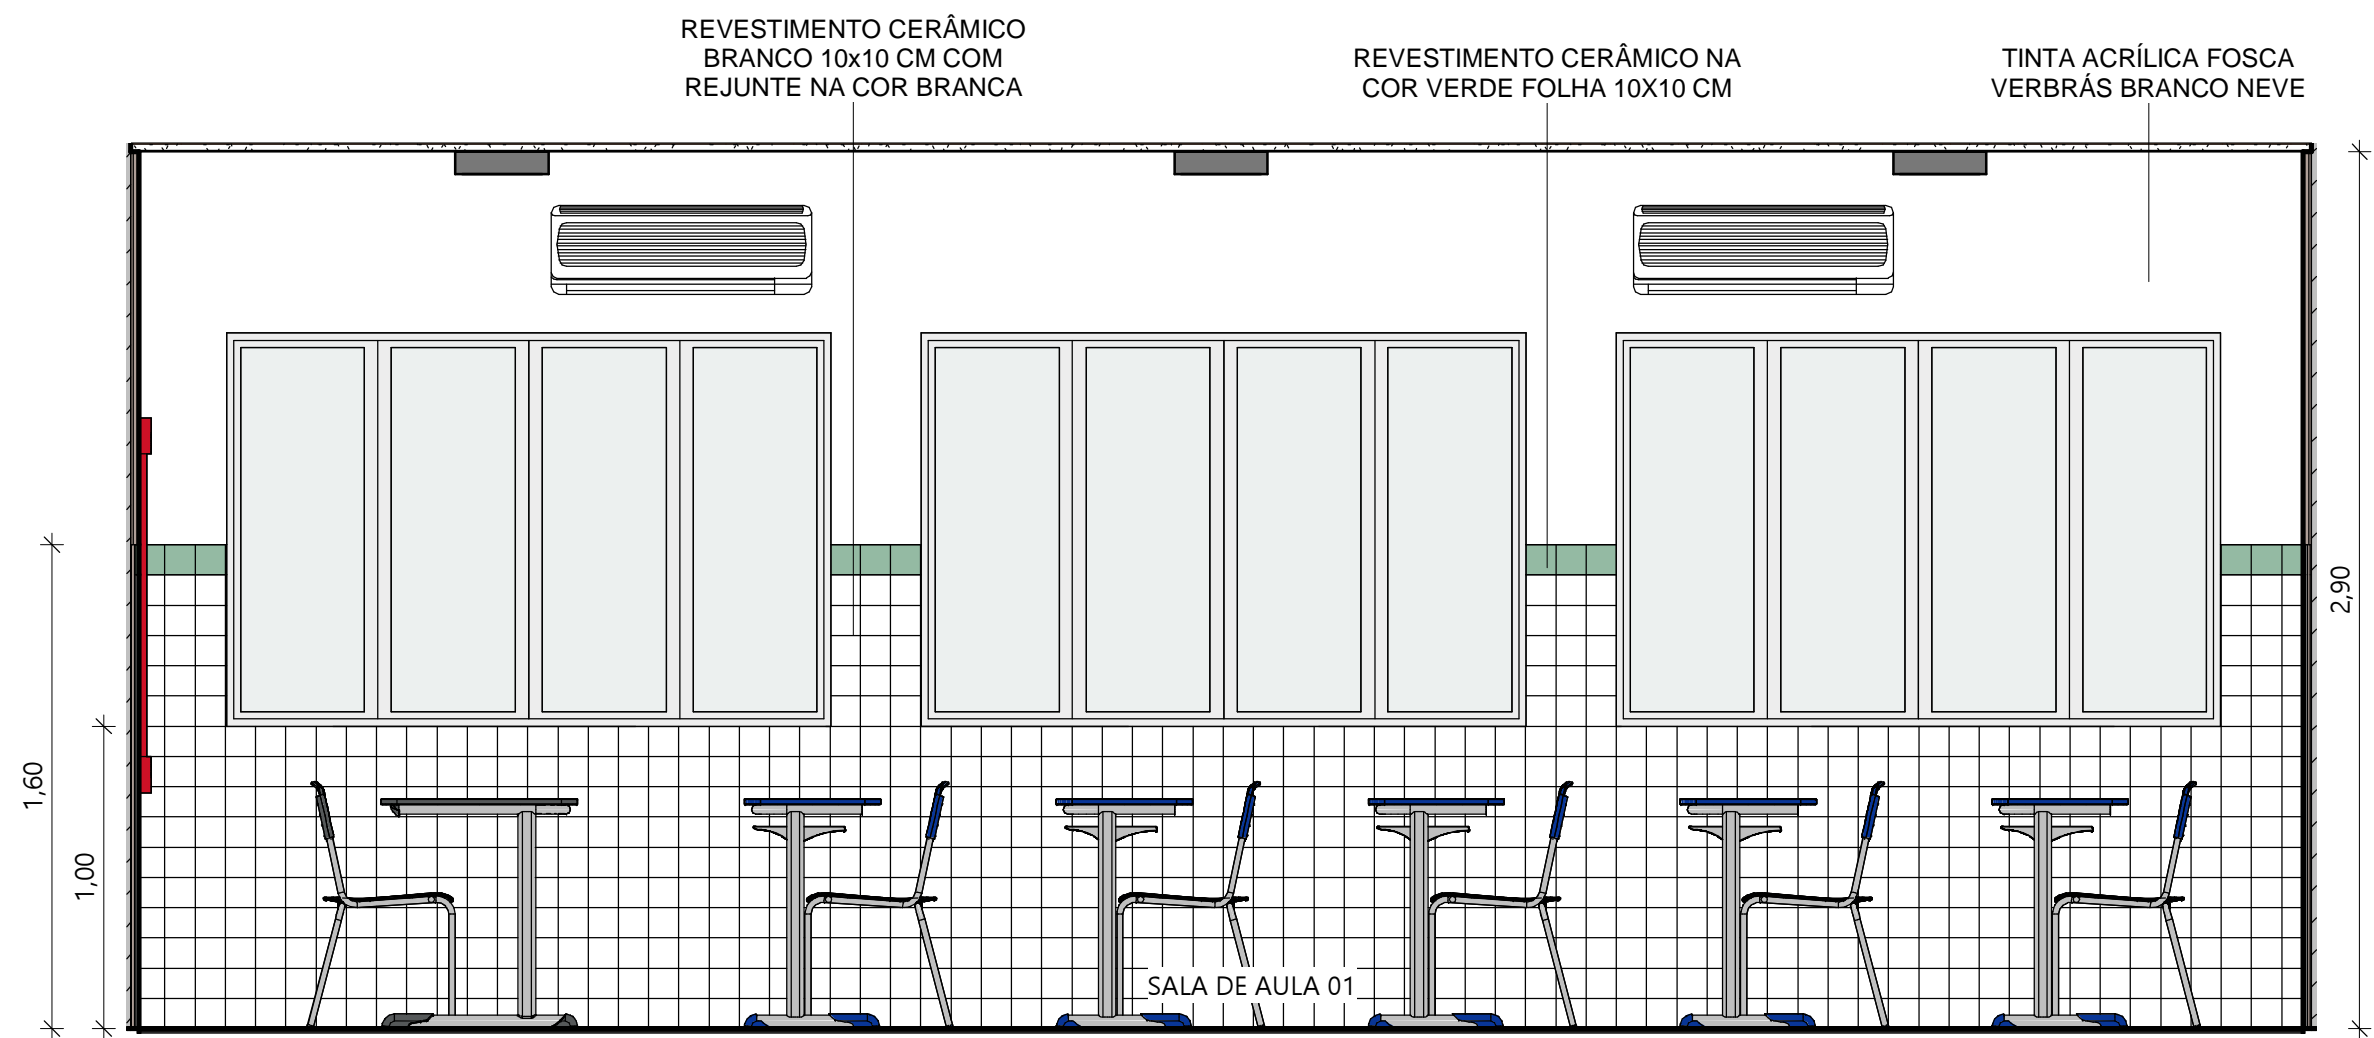 REVESTIMENTO CERÂMICO
BRANCO 10x10 CM COM
REJUNTE NA COR BRANCA
REVESTIMENTO CERÂMICO NA
COR VERDE FOLHA 10X10 CM
TINTA ACRÍLICA FOSCA
VERBRÁS BRANCO NEVE
1,60
1,00
2,90
SALA DE AULA 01